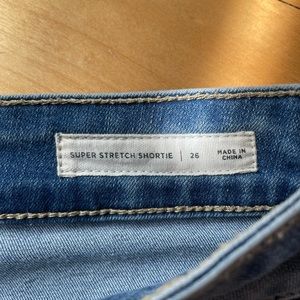 SUPER STRETCH SHORTIE | 26 MADE IN
CHINA